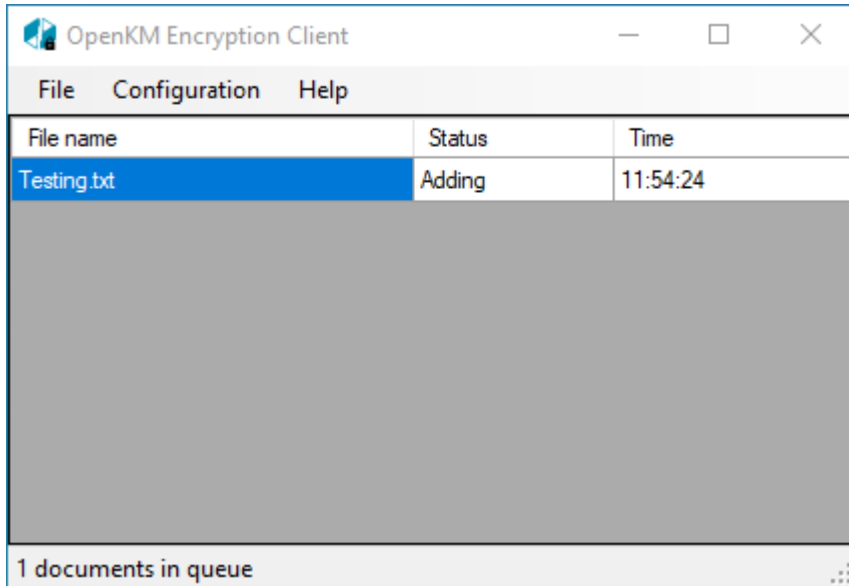 OpenKM Encryption Client
File Configuration Help
File name Status Time
Testing.txt Adding 11:54:24
1 documents in queue